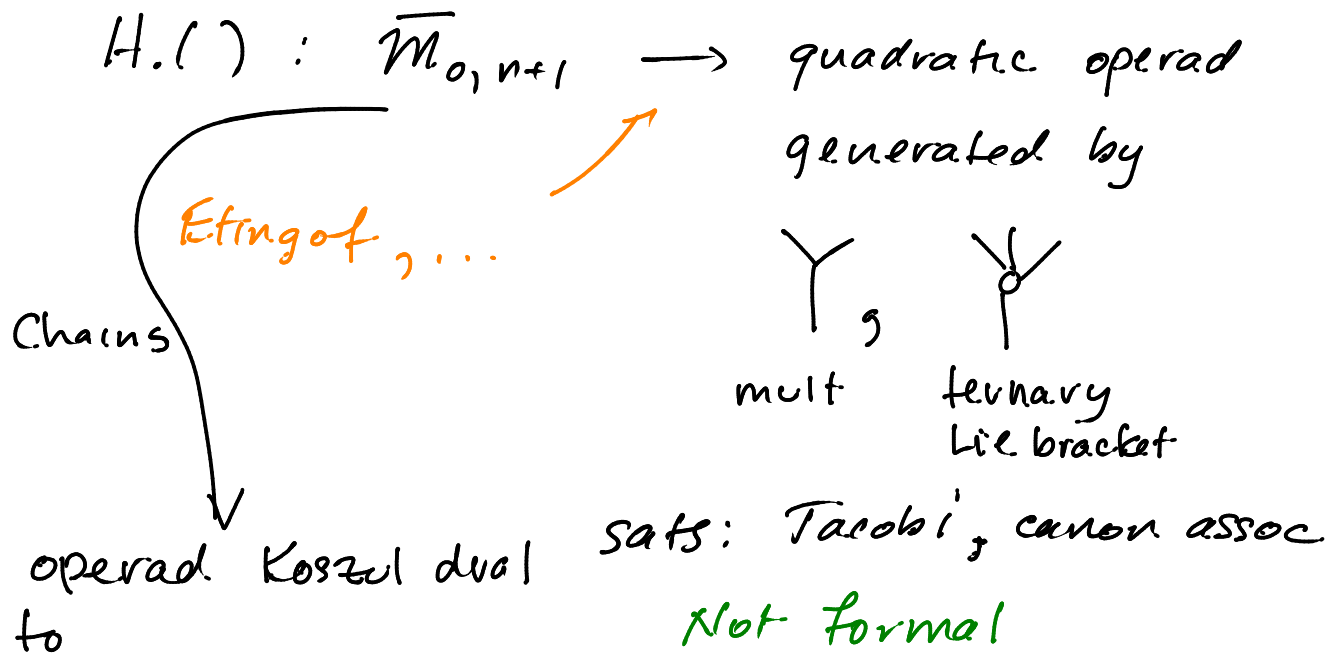 H.( ) : M̅₀,ₙ₊₁ → quadratic operad
generated by
Etingof, ...
Chains
,
mult ternary
Lie bracket
sats: Jacobi, canon assoc
operad Koszul dual
to
Not formal